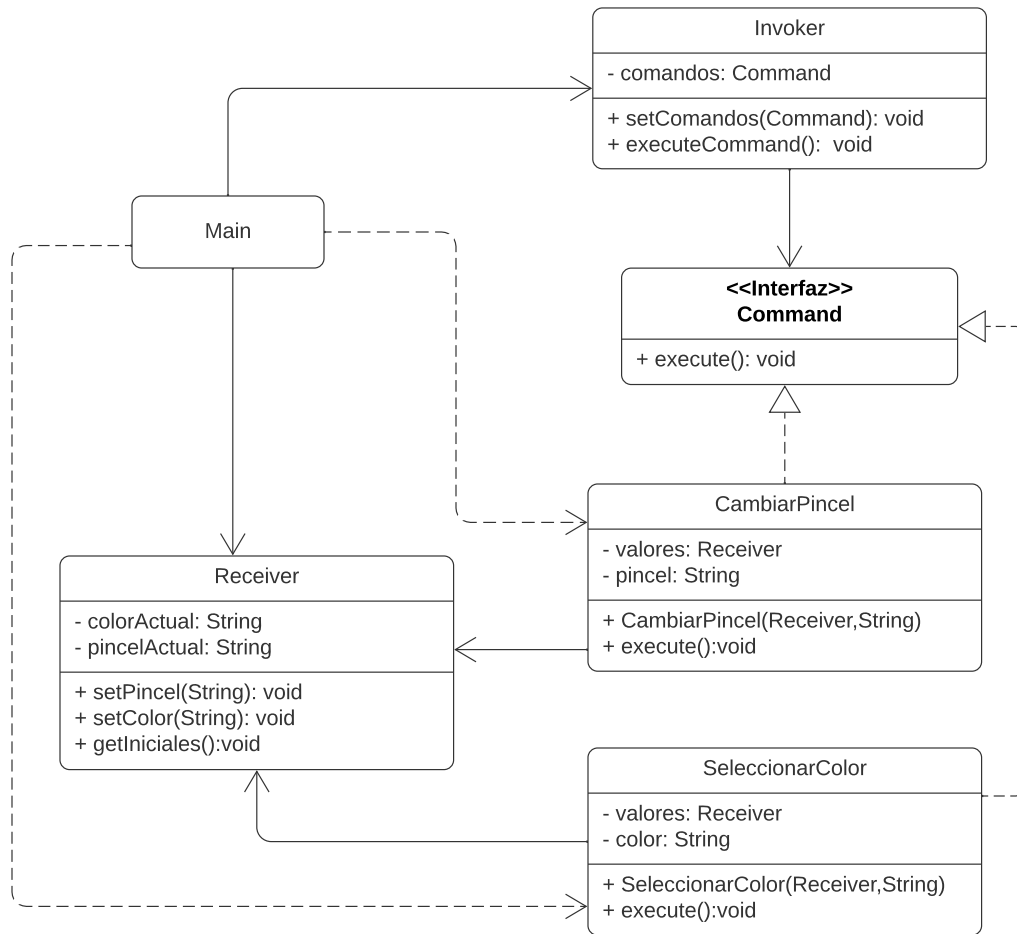 Invoker
- comandos: Command
+ setComandos(Command): void
+ executeCommand():  void
Main
<<Interfaz>>
Command
+ execute(): void
CambiarPincel
- valores: Receiver
- pincel: String
+ CambiarPincel(Receiver,String)
+ execute():void
Receiver
- colorActual: String
- pincelActual: String
+ setPincel(String): void
+ setColor(String): void
+ getIniciales():void
SeleccionarColor
- valores: Receiver
- color: String
+ SeleccionarColor(Receiver,String)
+ execute():void